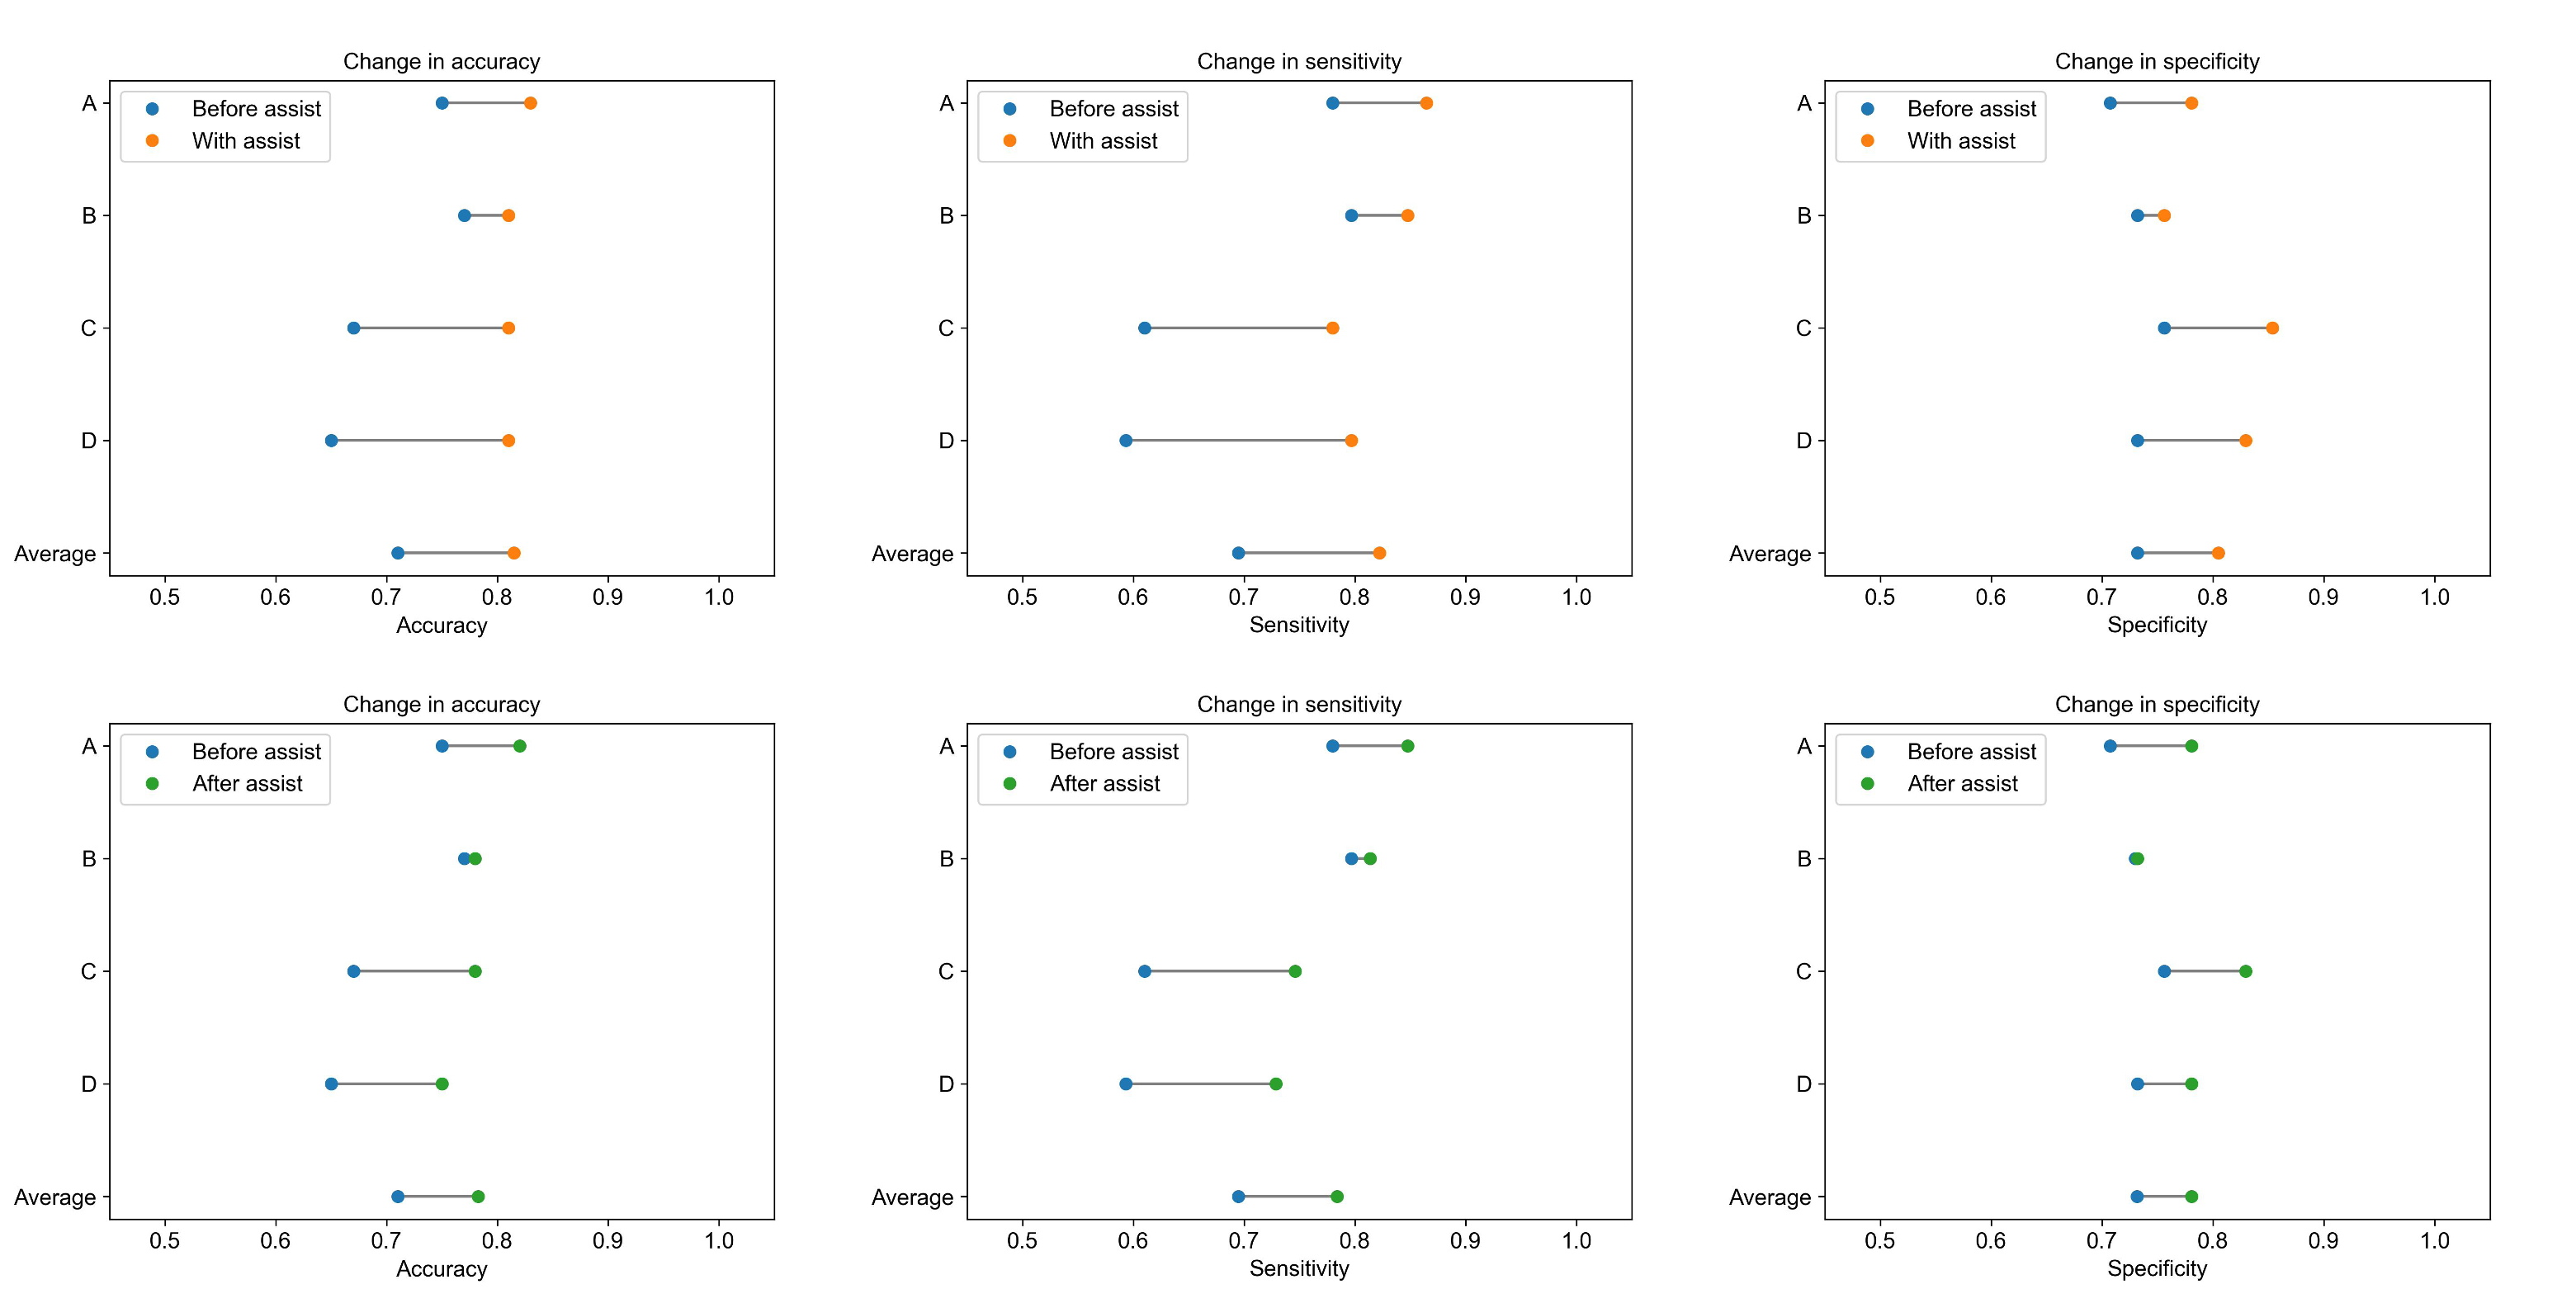 Change in accuracy
A
Before assist
With assist
B
C
D
Average
0.5 0.6 0.7 0.8 0.9 1.0
Accuracy
Change in sensitivity
A
Before assist
With assist
B
C
D
Average
0.5 0.6 0.7 0.8 0.9 1.0
Sensitivity
Change in specificity
A
Before assist
With assist
B
C
D
Average
0.5 0.6 0.7 0.8 0.9 1.0
Specificity
Change in accuracy
A
Before assist
After assist
B
C
D
Average
0.5 0.6 0.7 0.8 0.9 1.0
Accuracy
Change in sensitivity
A
Before assist
After assist
B
C
D
Average
0.5 0.6 0.7 0.8 0.9 1.0
Sensitivity
Change in specificity
A
Before assist
After assist
B
C
D
Average
0.5 0.6 0.7 0.8 0.9 1.0
Specificity